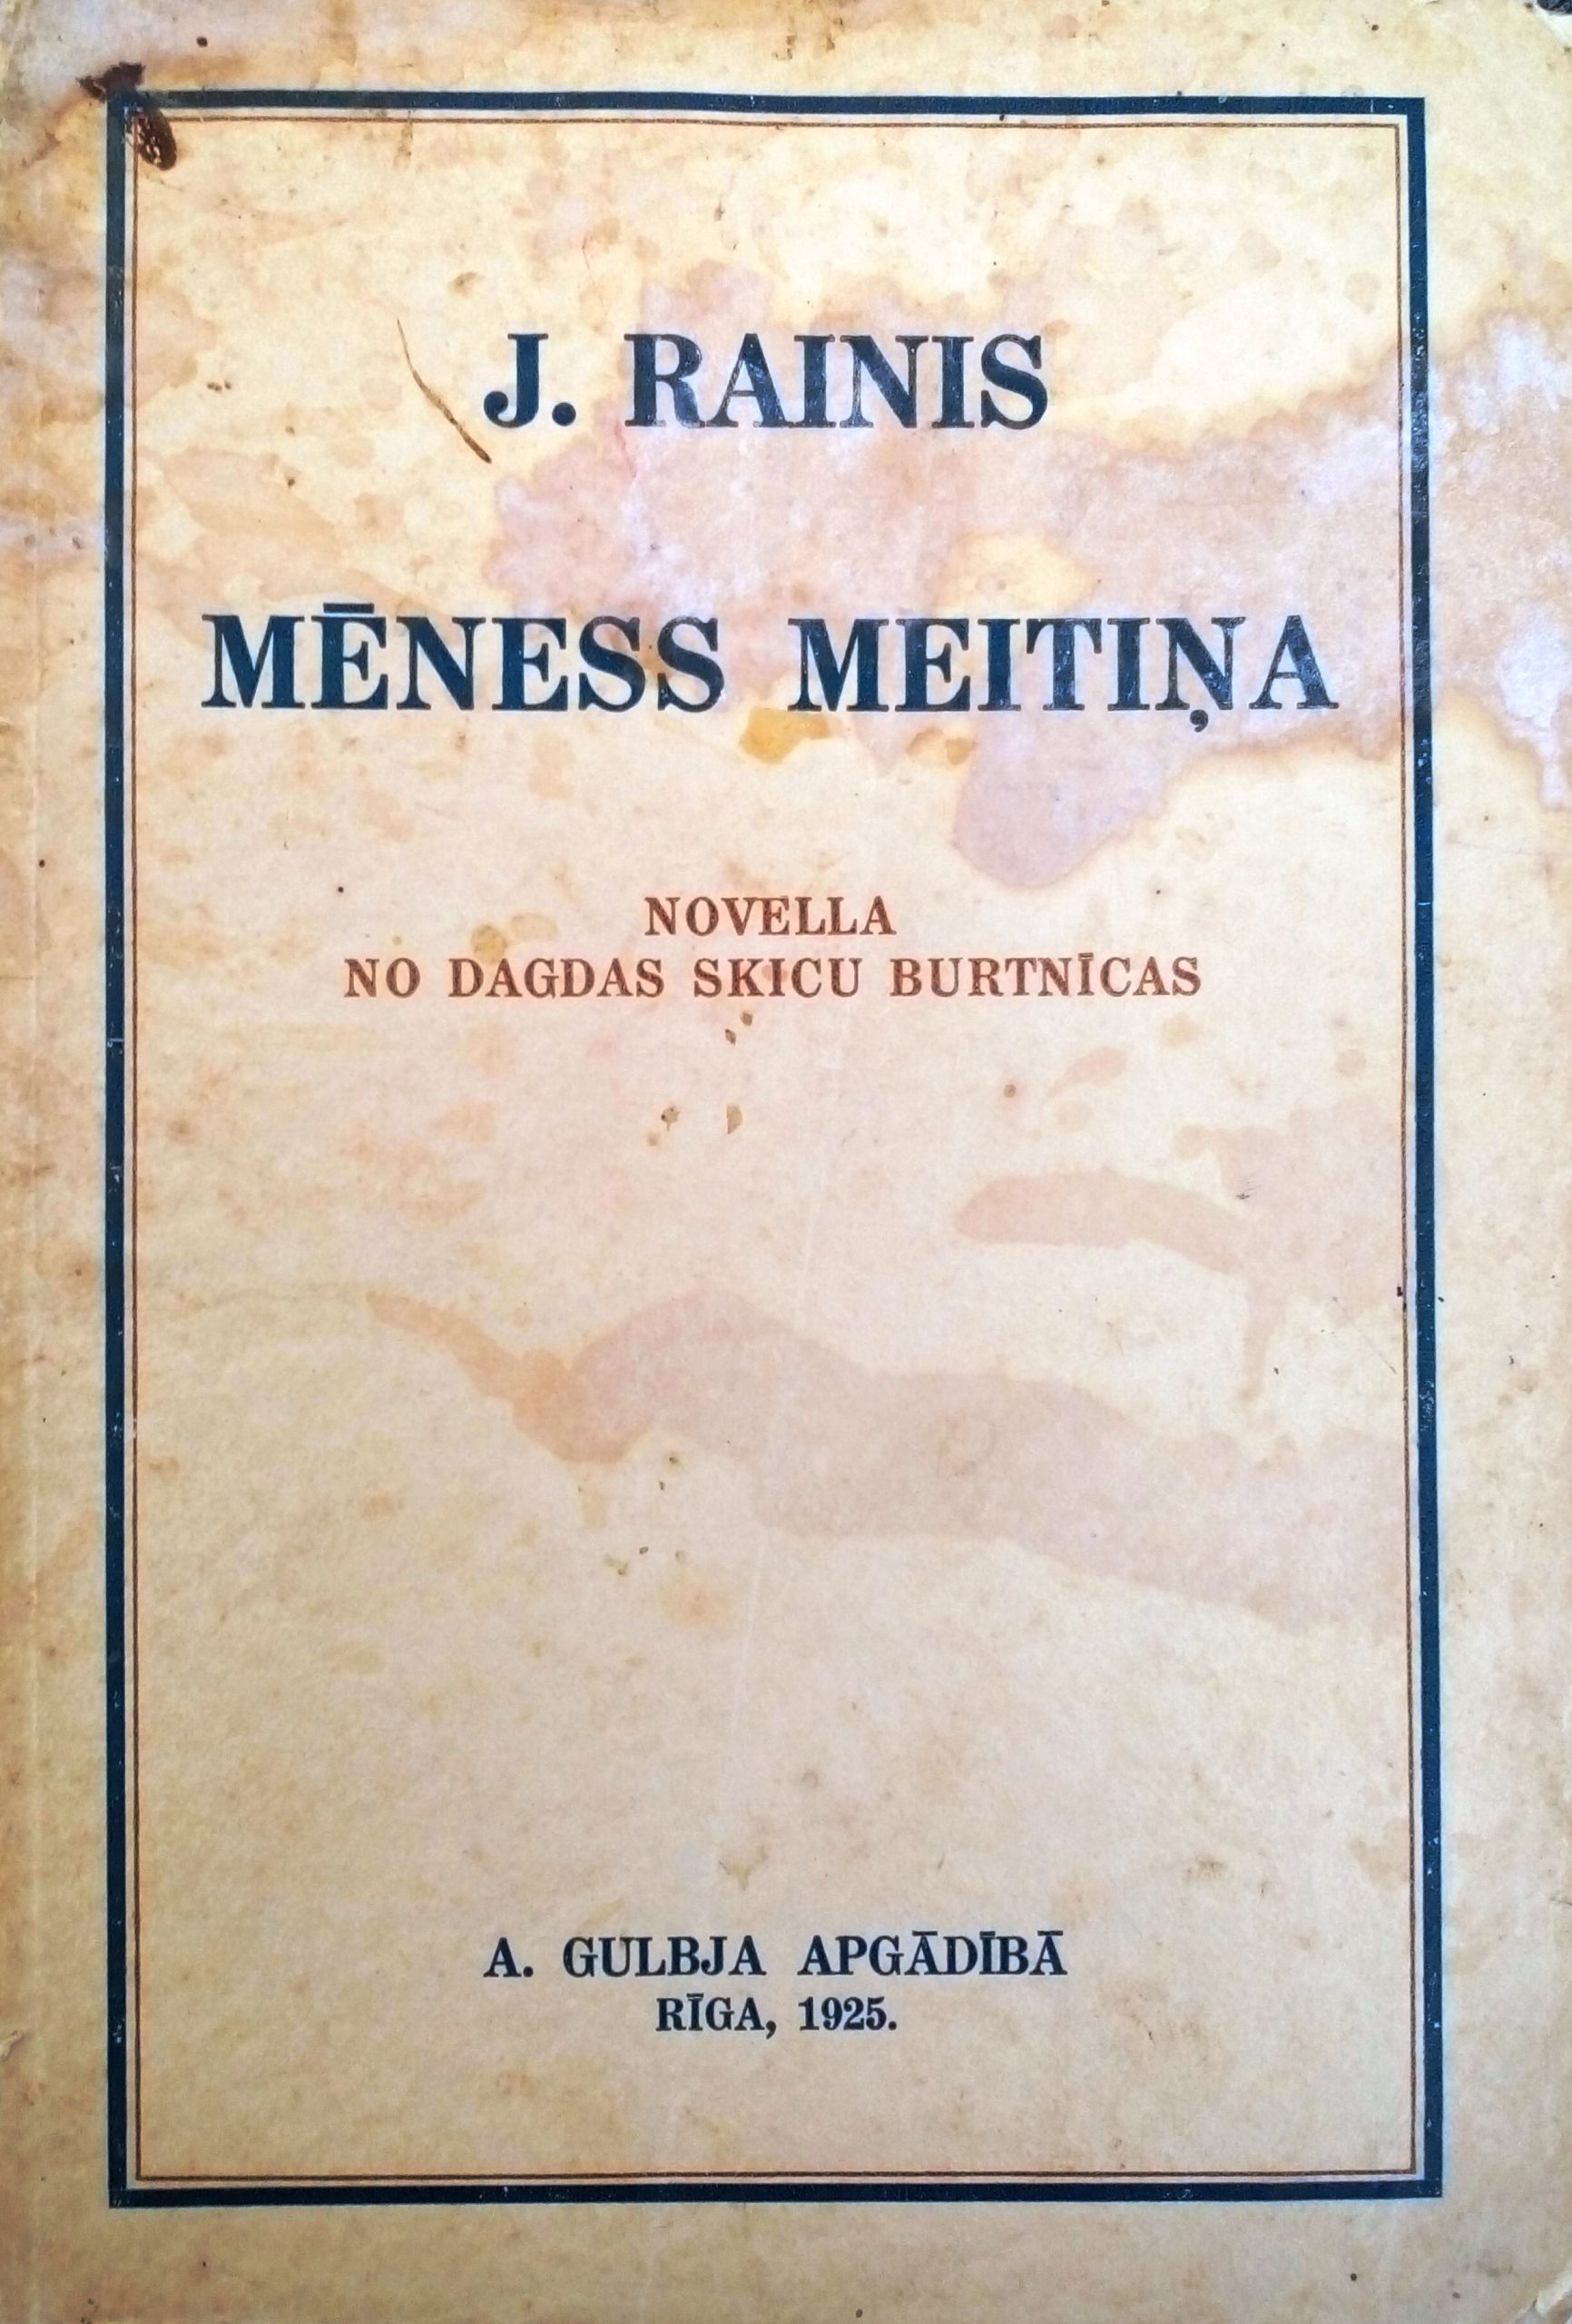 J. RAINIS
MĒNESS MEITIŅA
NOVELLA
NO DAGDAS SKICU BURTNĪCAS
A. GULBJA APGĀDĪBĀ
RĪGA, 1925.